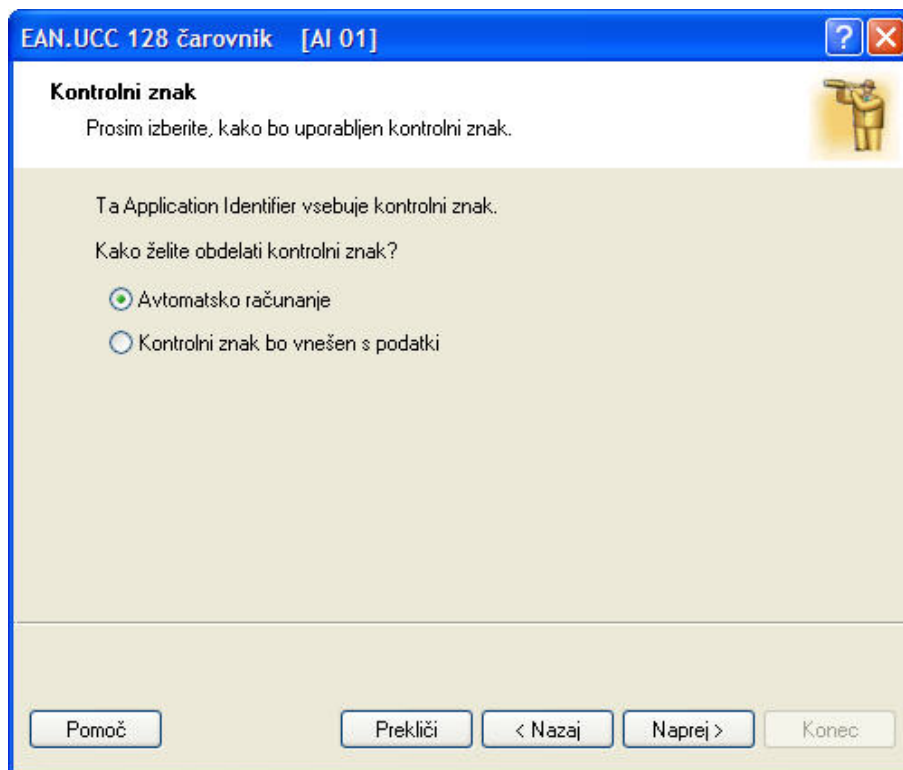 EAN.UCC 128 čarovnik [AI 01]
Kontrolni znak
Prosim izberite, kako bo uporabljen kontrolni znak.
Ta Application Identifier vsebuje kontrolni znak.
Kako želite obdelati kontrolni znak?
Avtomatsko računanje
Kontrolni znak bo vnešen s podatki
Pomoč Prekliči < Nazaj Naprej > Konec